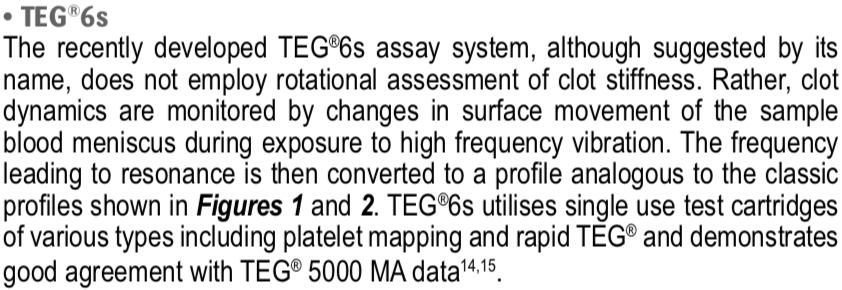 • TEG®6s
The recently developed TEG®6s assay system, although suggested by its
name, does not employ rotational assessment of clot stiffness. Rather, clot
dynamics are monitored by changes in surface movement of the sample
blood meniscus during exposure to high frequency vibration. The frequency
leading to resonance is then converted to a profile analogous to the classic
profiles shown in Figures 1 and 2. TEG®6s utilises single use test cartridges
of various types including platelet mapping and rapid TEG® and demonstrates
good agreement with TEG® 5000 MA data14,15.